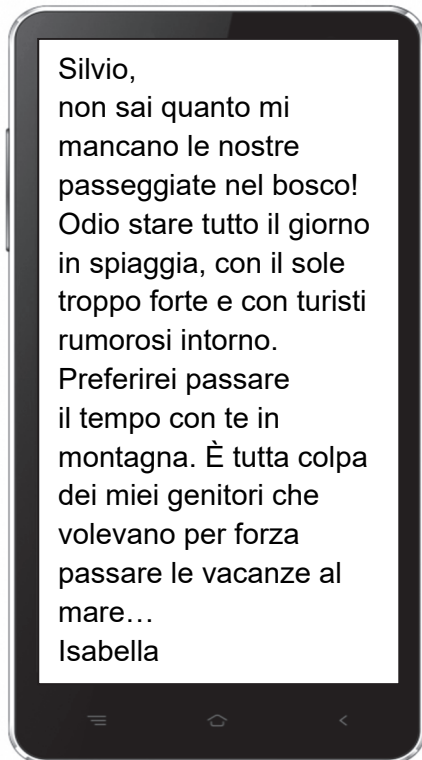 Silvio,
non sai quanto mi
mancano le nostre
passeggiate nel bosco!
Odio stare tutto il giorno
in spiaggia, con il sole
troppo forte e con turisti
rumorosi intorno.
Preferirei passare
il tempo con te in
montagna. È tutta colpa
dei miei genitori che
volevano per forza
passare le vacanze al
mare…
Isabella